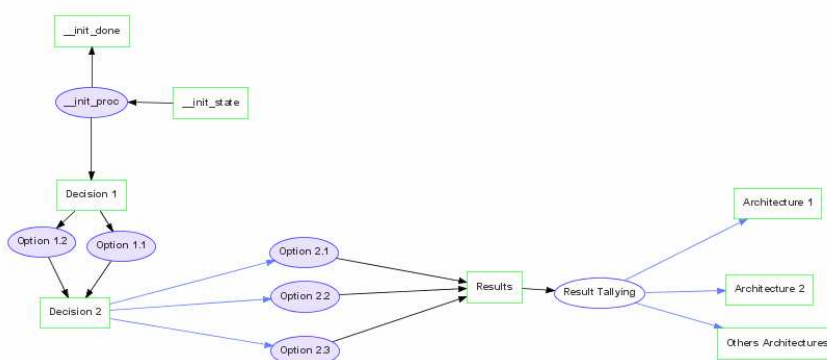 __init_done
__init_proc
__init_state
Decision 1
Option 1.2
Option 1.1
Decision 2
Option 2.1
Option 2.2
Option 2.3
Results
Result Tallying
Architecture 1
Architecture 2
Others Architectures